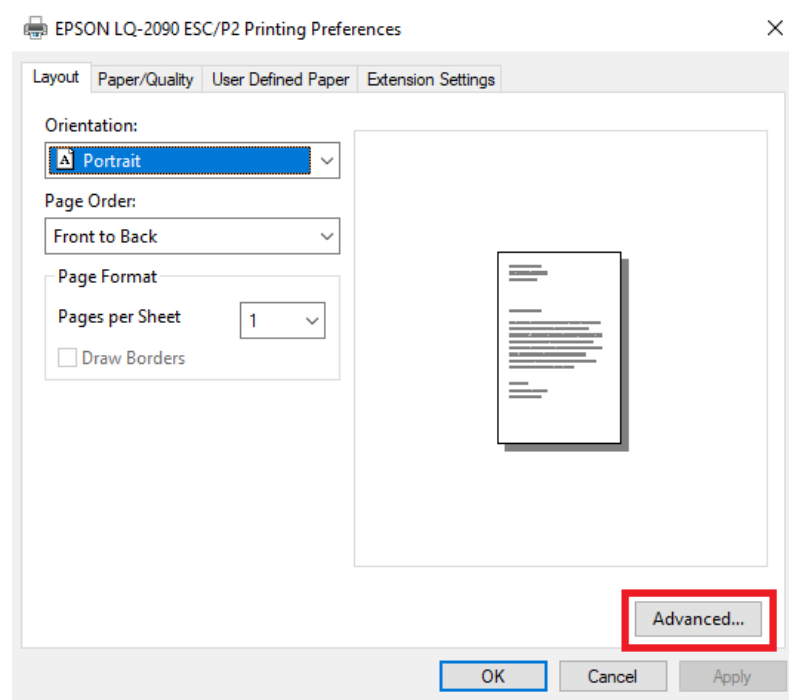 EPSON LQ-2090 ESC/P2 Printing Preferences
Layout Paper/Quality User Defined Paper Extension Settings
Orientation:
A Portrait
Page Order:
Front to Back
Page Format
Pages per Sheet 1
Draw Borders
Advanced...
OK Cancel Apply